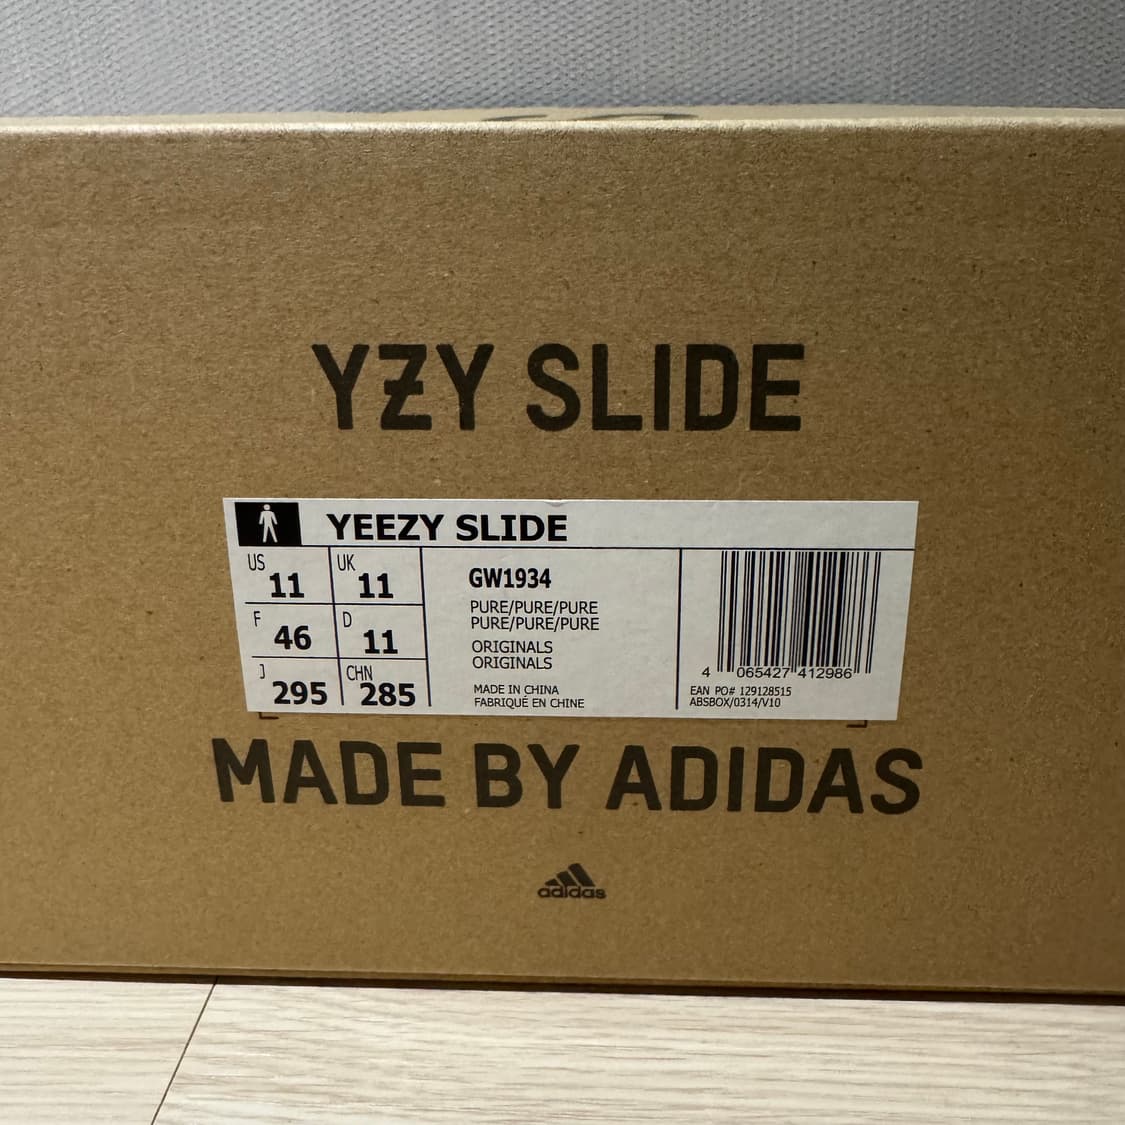 YZY SLIDE
YEEZY SLIDE
US 11 UK 11
F 46 D 11
J 295 CHN 285
GW1934
PURE/PURE/PURE
PURE/PURE/PURE
ORIGINALS
ORIGINALS
MADE IN CHINA
FABRIQUÉ EN CHINE
4 065427 412986
EAN PO# 129128515
ABSBOX/0314/V10
MADE BY ADIDAS
adidas